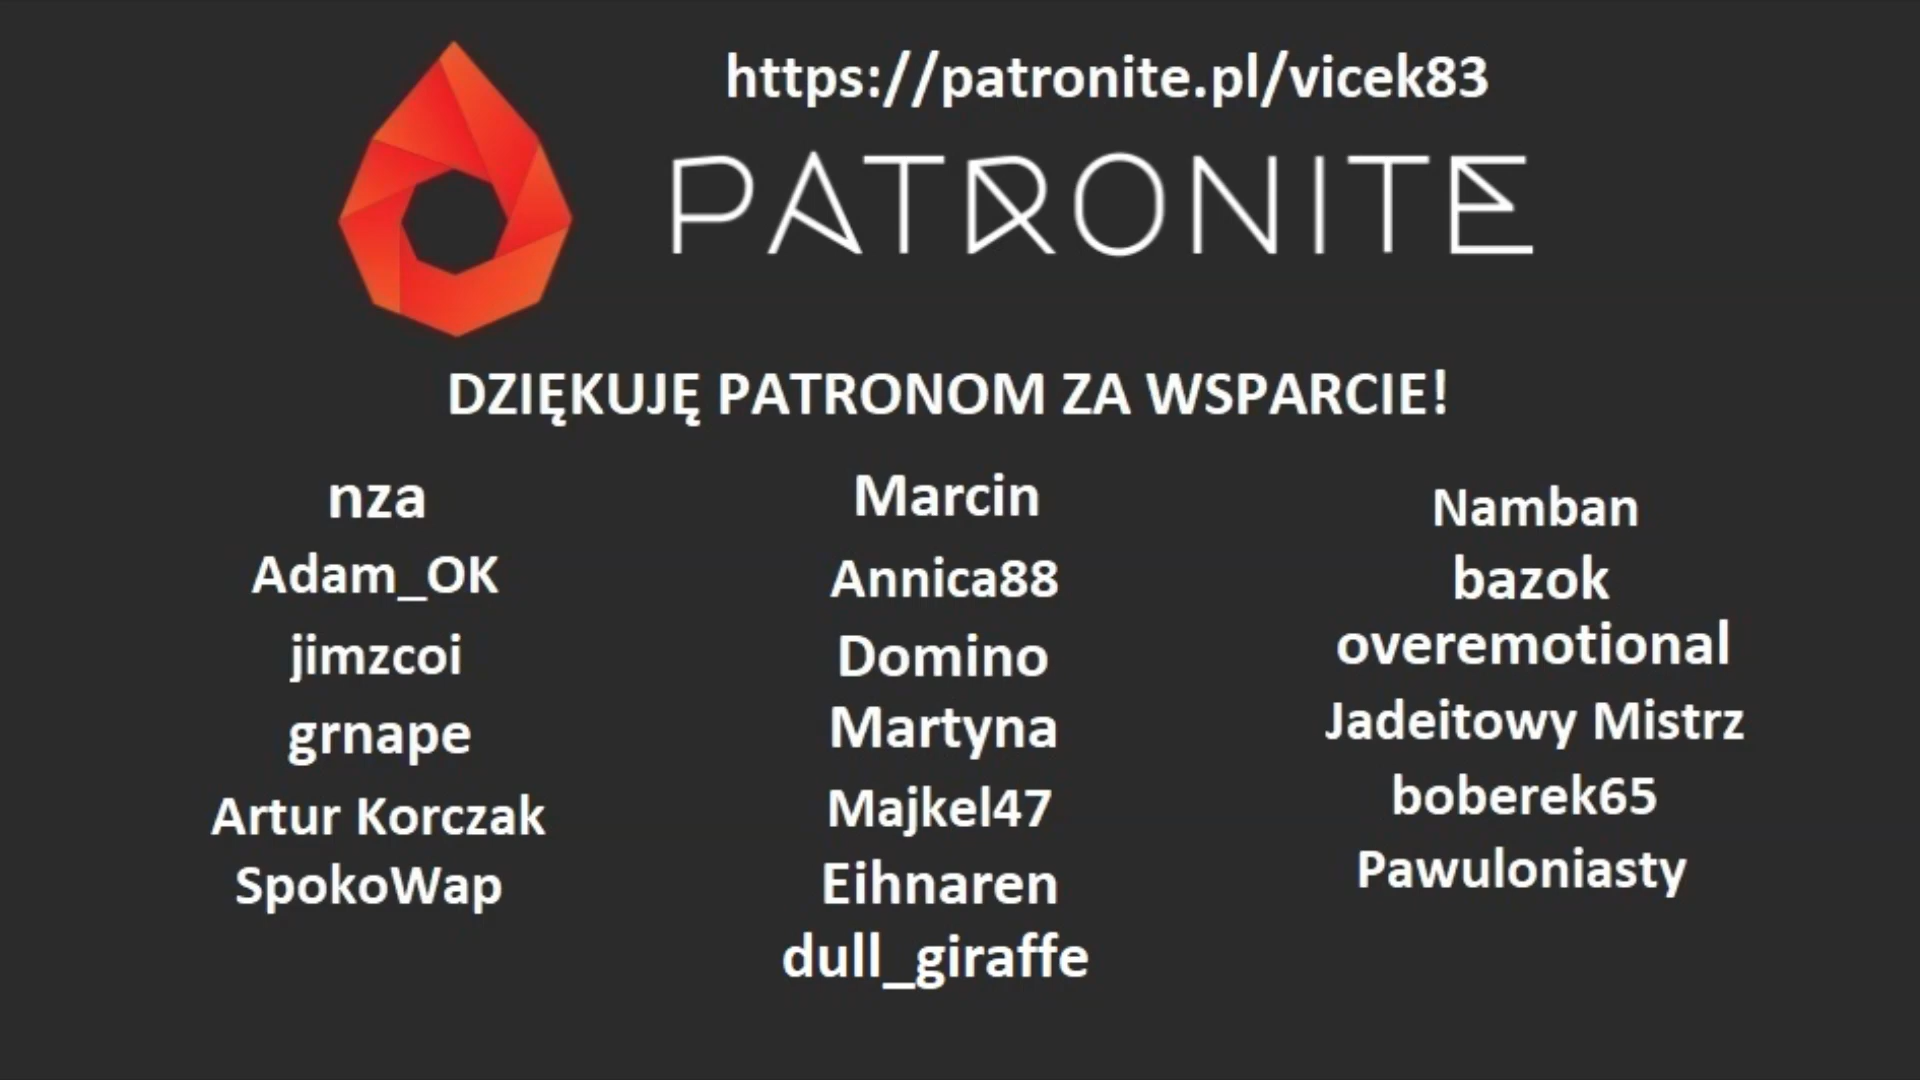 https://patronite.pl/vicek83
PATRONITE
DZIĘKUJĘ PATRONOM ZA WSPARCIE!
nza
Adam_OK
jimzcoi
grnape
Artur Korczak
SpokoWap
Marcin
Annica88
Domino
Martyna
Majkel47
Eihnaren
dull_giraffe
Namban
bazok
overemotional
Jadeitowy Mistrz
boberek65
Pawuloniasty